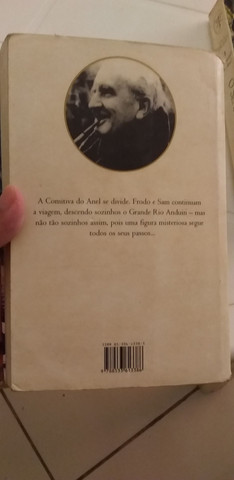 A Comitiva do Anel se divide. Frodo e Sam continuam
a viagem, descendo sozinhos o Grande Rio Anduin – mas
não tão sozinhos assim, pois uma figura misteriosa segue
todos os seus passos...
ISBN